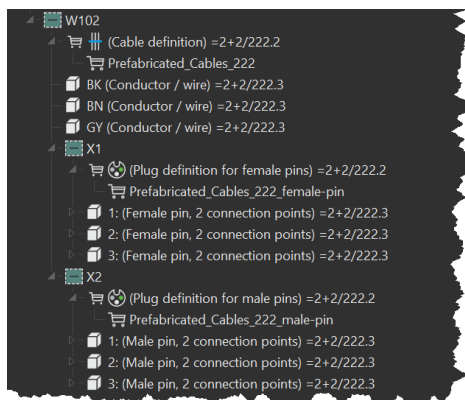 W102
(Cable definition) =2+2/222.2
Prefabricated_Cables_222
BK (Conductor / wire) =2+2/222.3
BN (Conductor / wire) =2+2/222.3
GY (Conductor / wire) =2+2/222.3
X1
(Plug definition for female pins) =2+2/222.2
Prefabricated_Cables_222_female-pin
1: (Female pin, 2 connection points) =2+2/222.3
2: (Female pin, 2 connection points) =2+2/222.3
3: (Female pin, 2 connection points) =2+2/222.3
X2
(Plug definition for male pins) =2+2/222.2
Prefabricated_Cables_222_male-pin
1: (Male pin, 2 connection points) =2+2/222.3
2: (Male pin, 2 connection points) =2+2/222.3
3: (Male pin, 2 connection points) =2+2/222.3